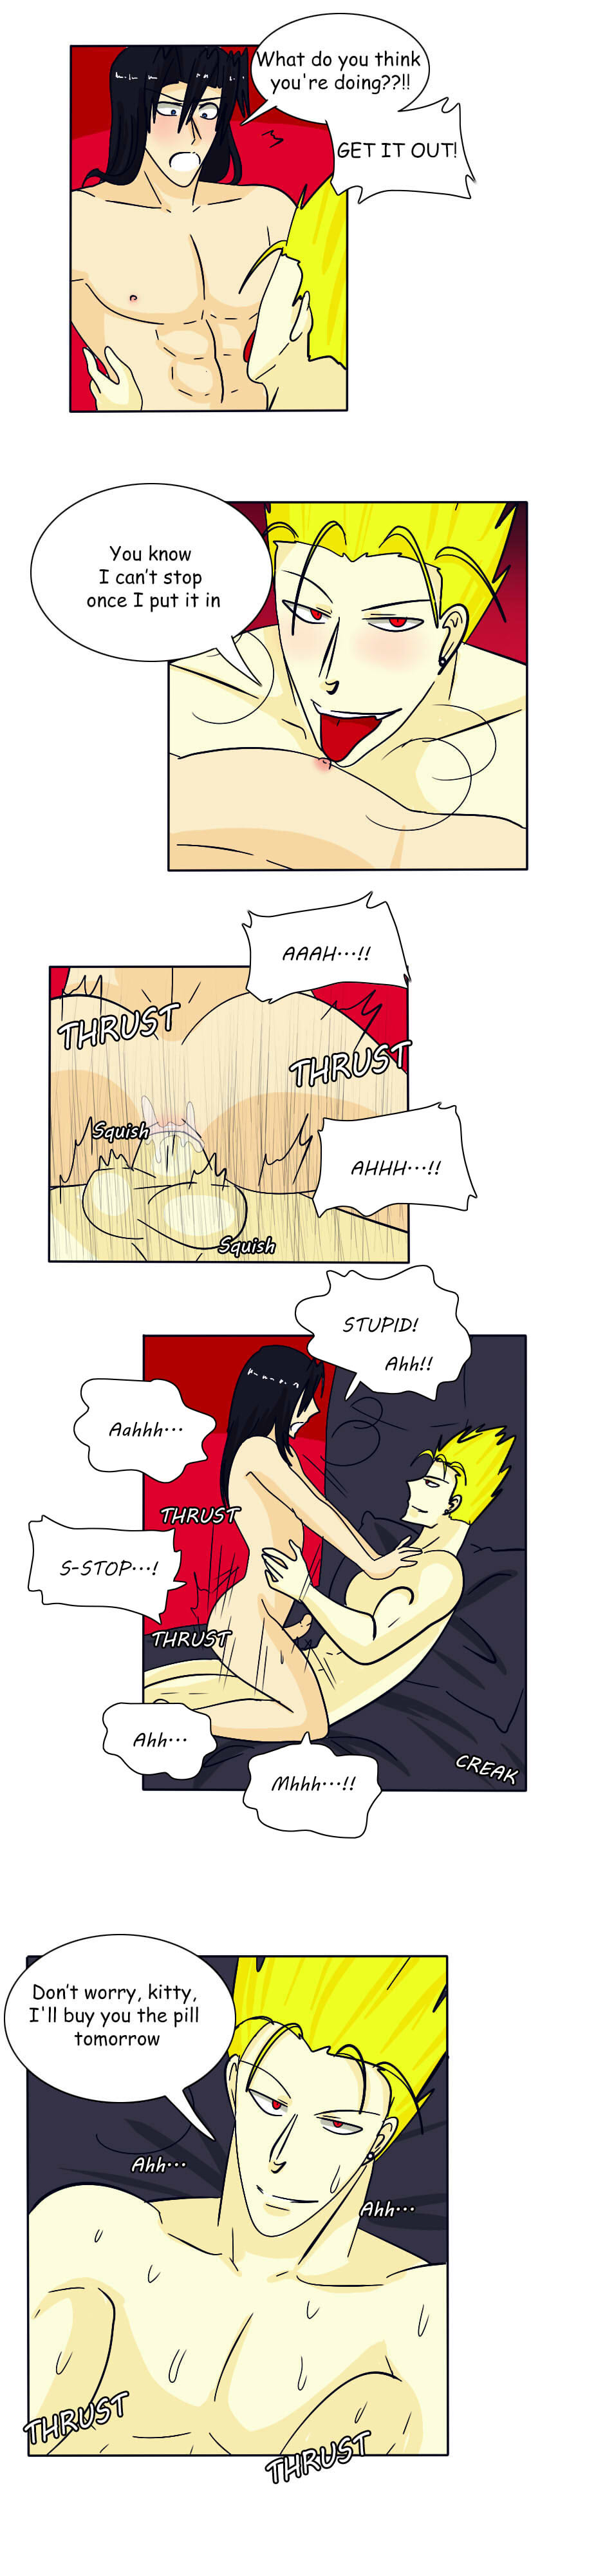 What do you think
you're doing??!!
GET IT OUT!
You know
I can't stop
once I put it in
AAAH...!!
THRUST
THRUST
Squish
AHHH...!!
Squish
STUPID!
Ahh!!
Aahhh...
THRUST
S-STOP...!
THRUST
Ahh...
Mhhh...!!
CREAK
Don't worry, kitty,
I'll buy you the pill
tomorrow
Ahh...
Ahh...
THRUST
THRUST